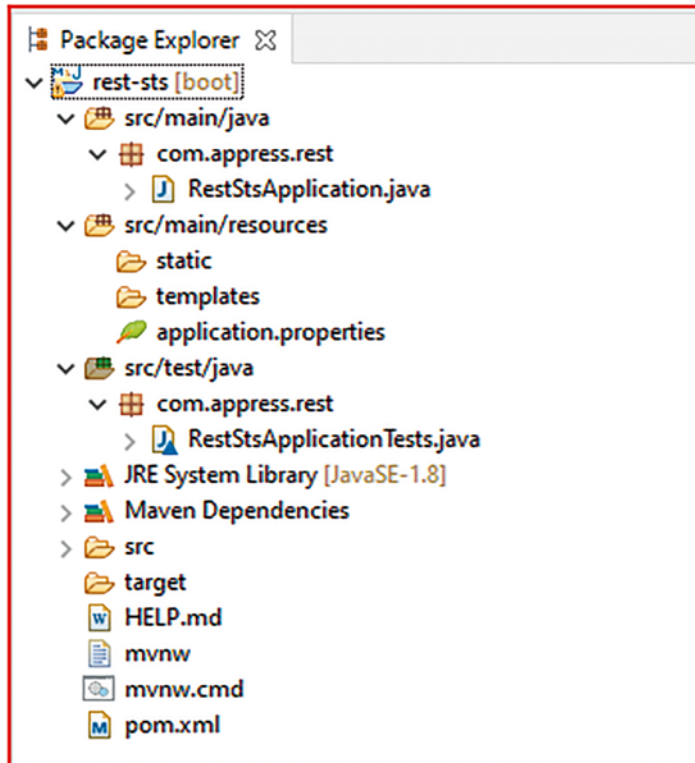 Package Explorer
rest-sts [boot]
src/main/java
com.appress.rest
RestStsApplication.java
src/main/resources
static
templates
application.properties
src/test/java
com.appress.rest
RestStsApplicationTests.java
JRE System Library [JavaSE-1.8]
Maven Dependencies
src
target
HELP.md
mvnw
mvnw.cmd
pom.xml